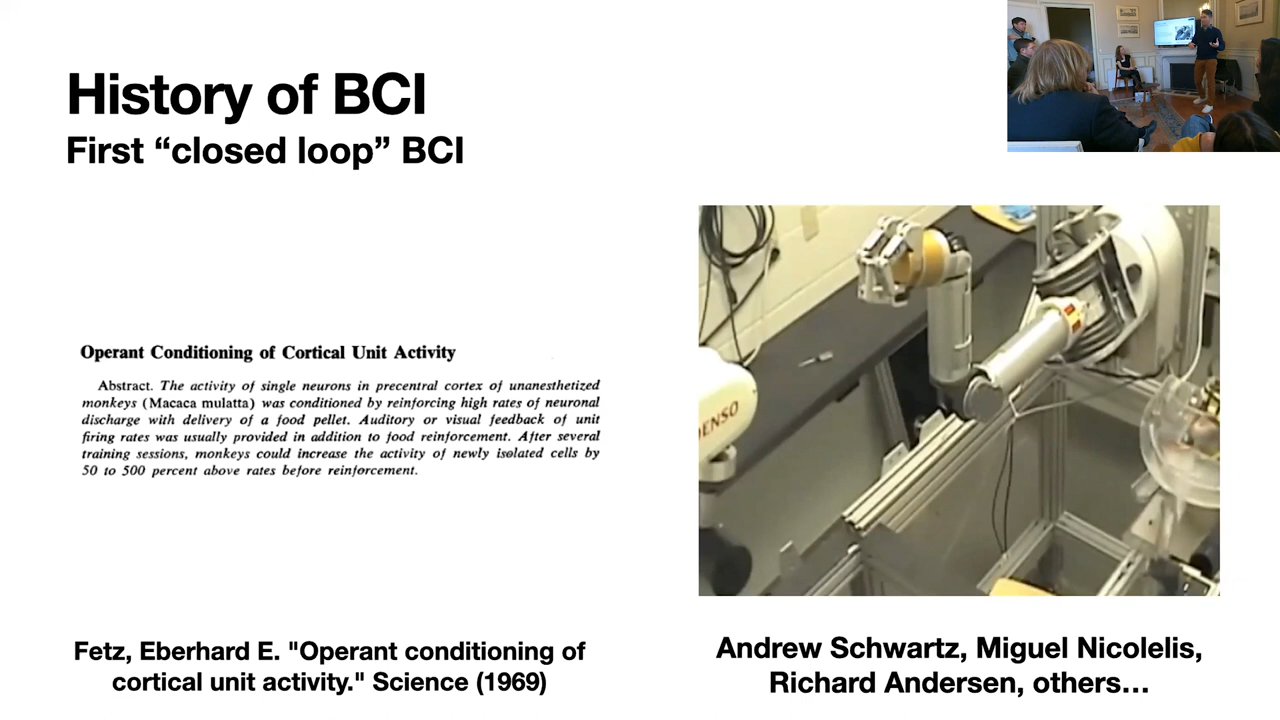 History of BCI
First “closed loop” BCI
Operant Conditioning of Cortical Unit Activity
Abstract. The activity of single neurons in precentral cortex of unanesthetized
monkeys (Macaca mulatta) was conditioned by reinforcing high rates of neuronal
discharge with delivery of a food pellet. Auditory or visual feedback of unit
firing rates was usually provided in addition to food reinforcement. After several
training sessions, monkeys could increase the activity of newly isolated cells by
50 to 500 percent above rates before reinforcement.
DENSO
Fetz, Eberhard E. "Operant conditioning of
cortical unit activity." Science (1969)
Andrew Schwartz, Miguel Nicolelis,
Richard Andersen, others…